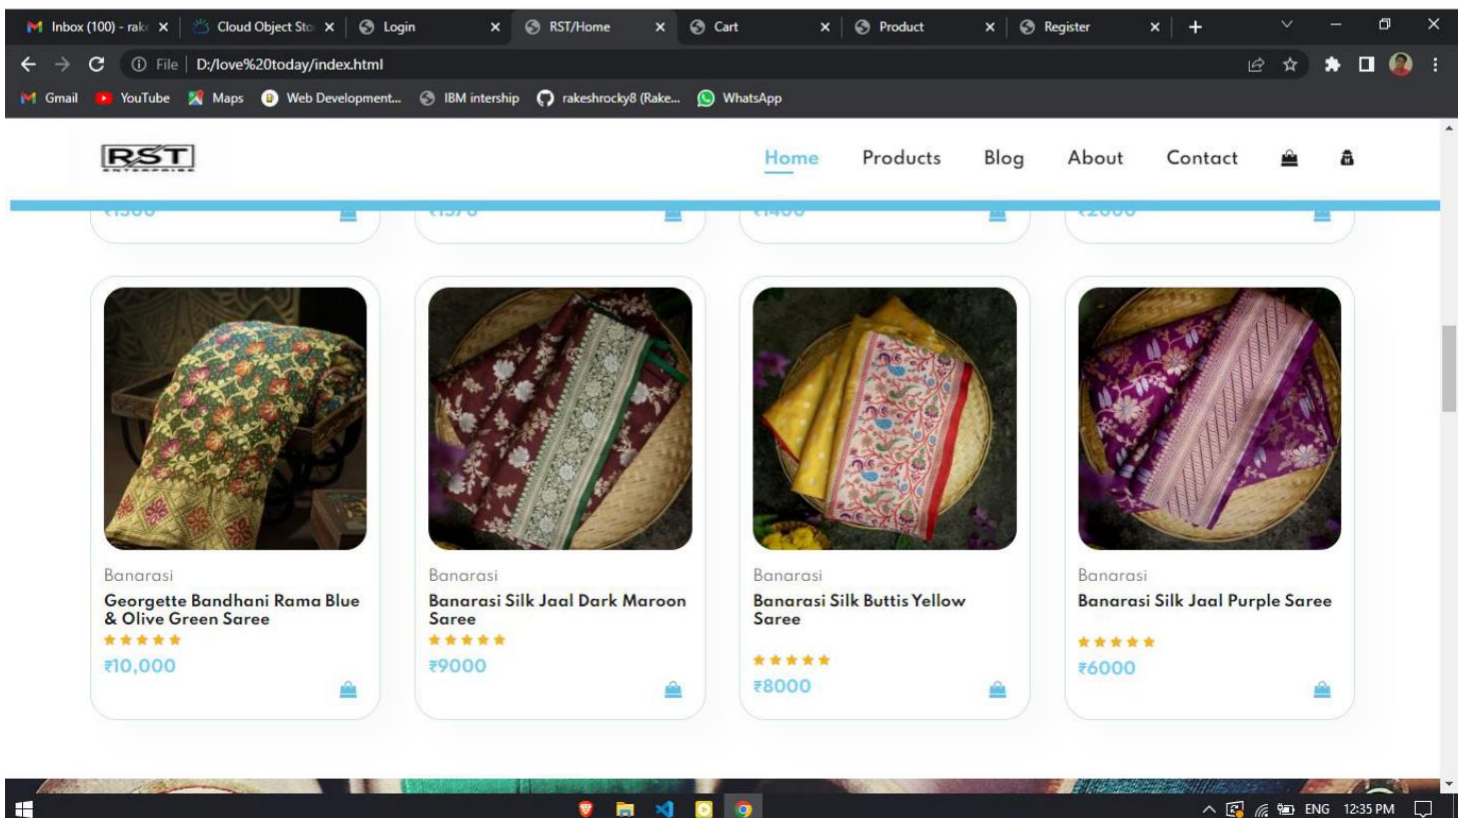 Inbox (100) - rak
Cloud Object Sto
Login
RST/Home
Cart
Product
Register
File
D:/love%20today/index.html
Gmail
YouTube
Maps
Web Development...
IBM intership
rakeshrocky8 (Rake...
WhatsApp
RST
ENTERPRISE
Home
Products
Blog
About
Contact
Banarasi
Georgette Bandhani Rama Blue
& Olive Green Saree
₹10,000
Banarasi
Banarasi Silk Jaal Dark Maroon
Saree
₹9000
Banarasi
Banarasi Silk Buttis Yellow
Saree
₹8000
Banarasi
Banarasi Silk Jaal Purple Saree
₹6000
ENG
12:35 PM